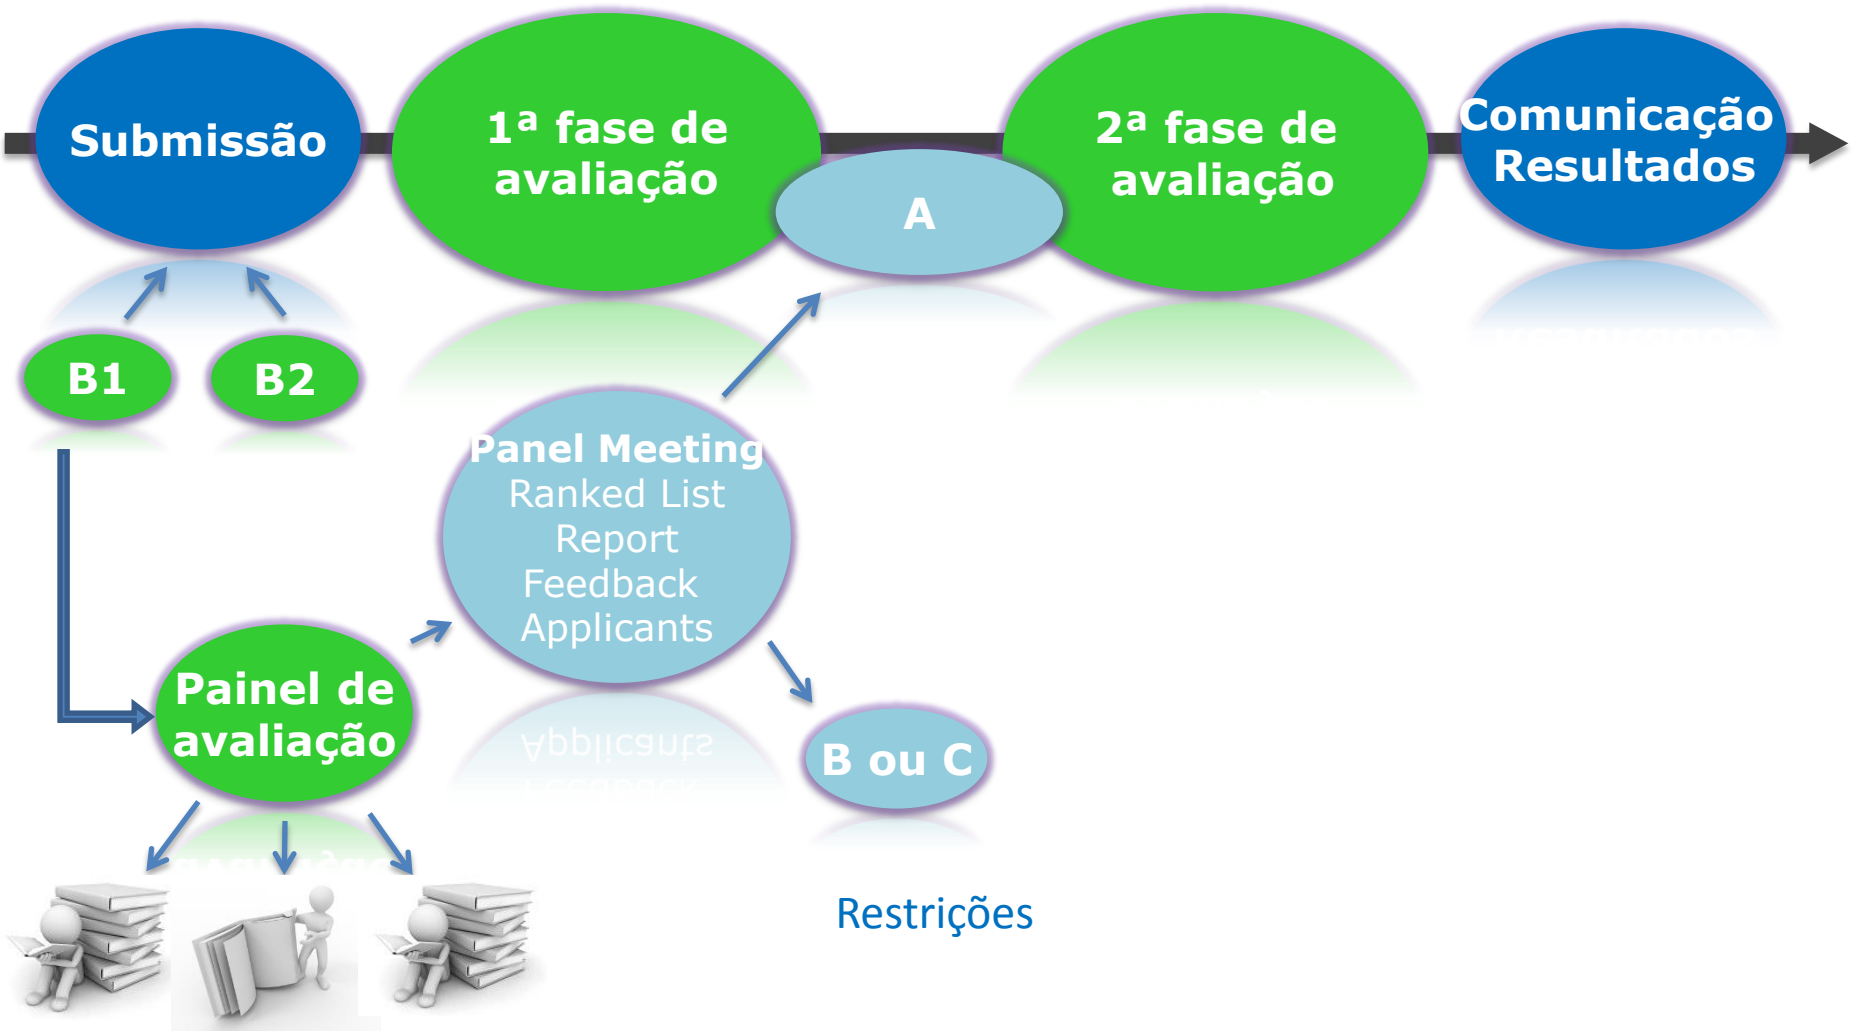 Submissão
1ª fase de
avaliação
A
2ª fase de
avaliação
Comunicação
Resultados
B1
B2
Panel Meeting
Ranked List
Report
Feedback
Applicants
Painel de
avaliação
B ou C
Restrições